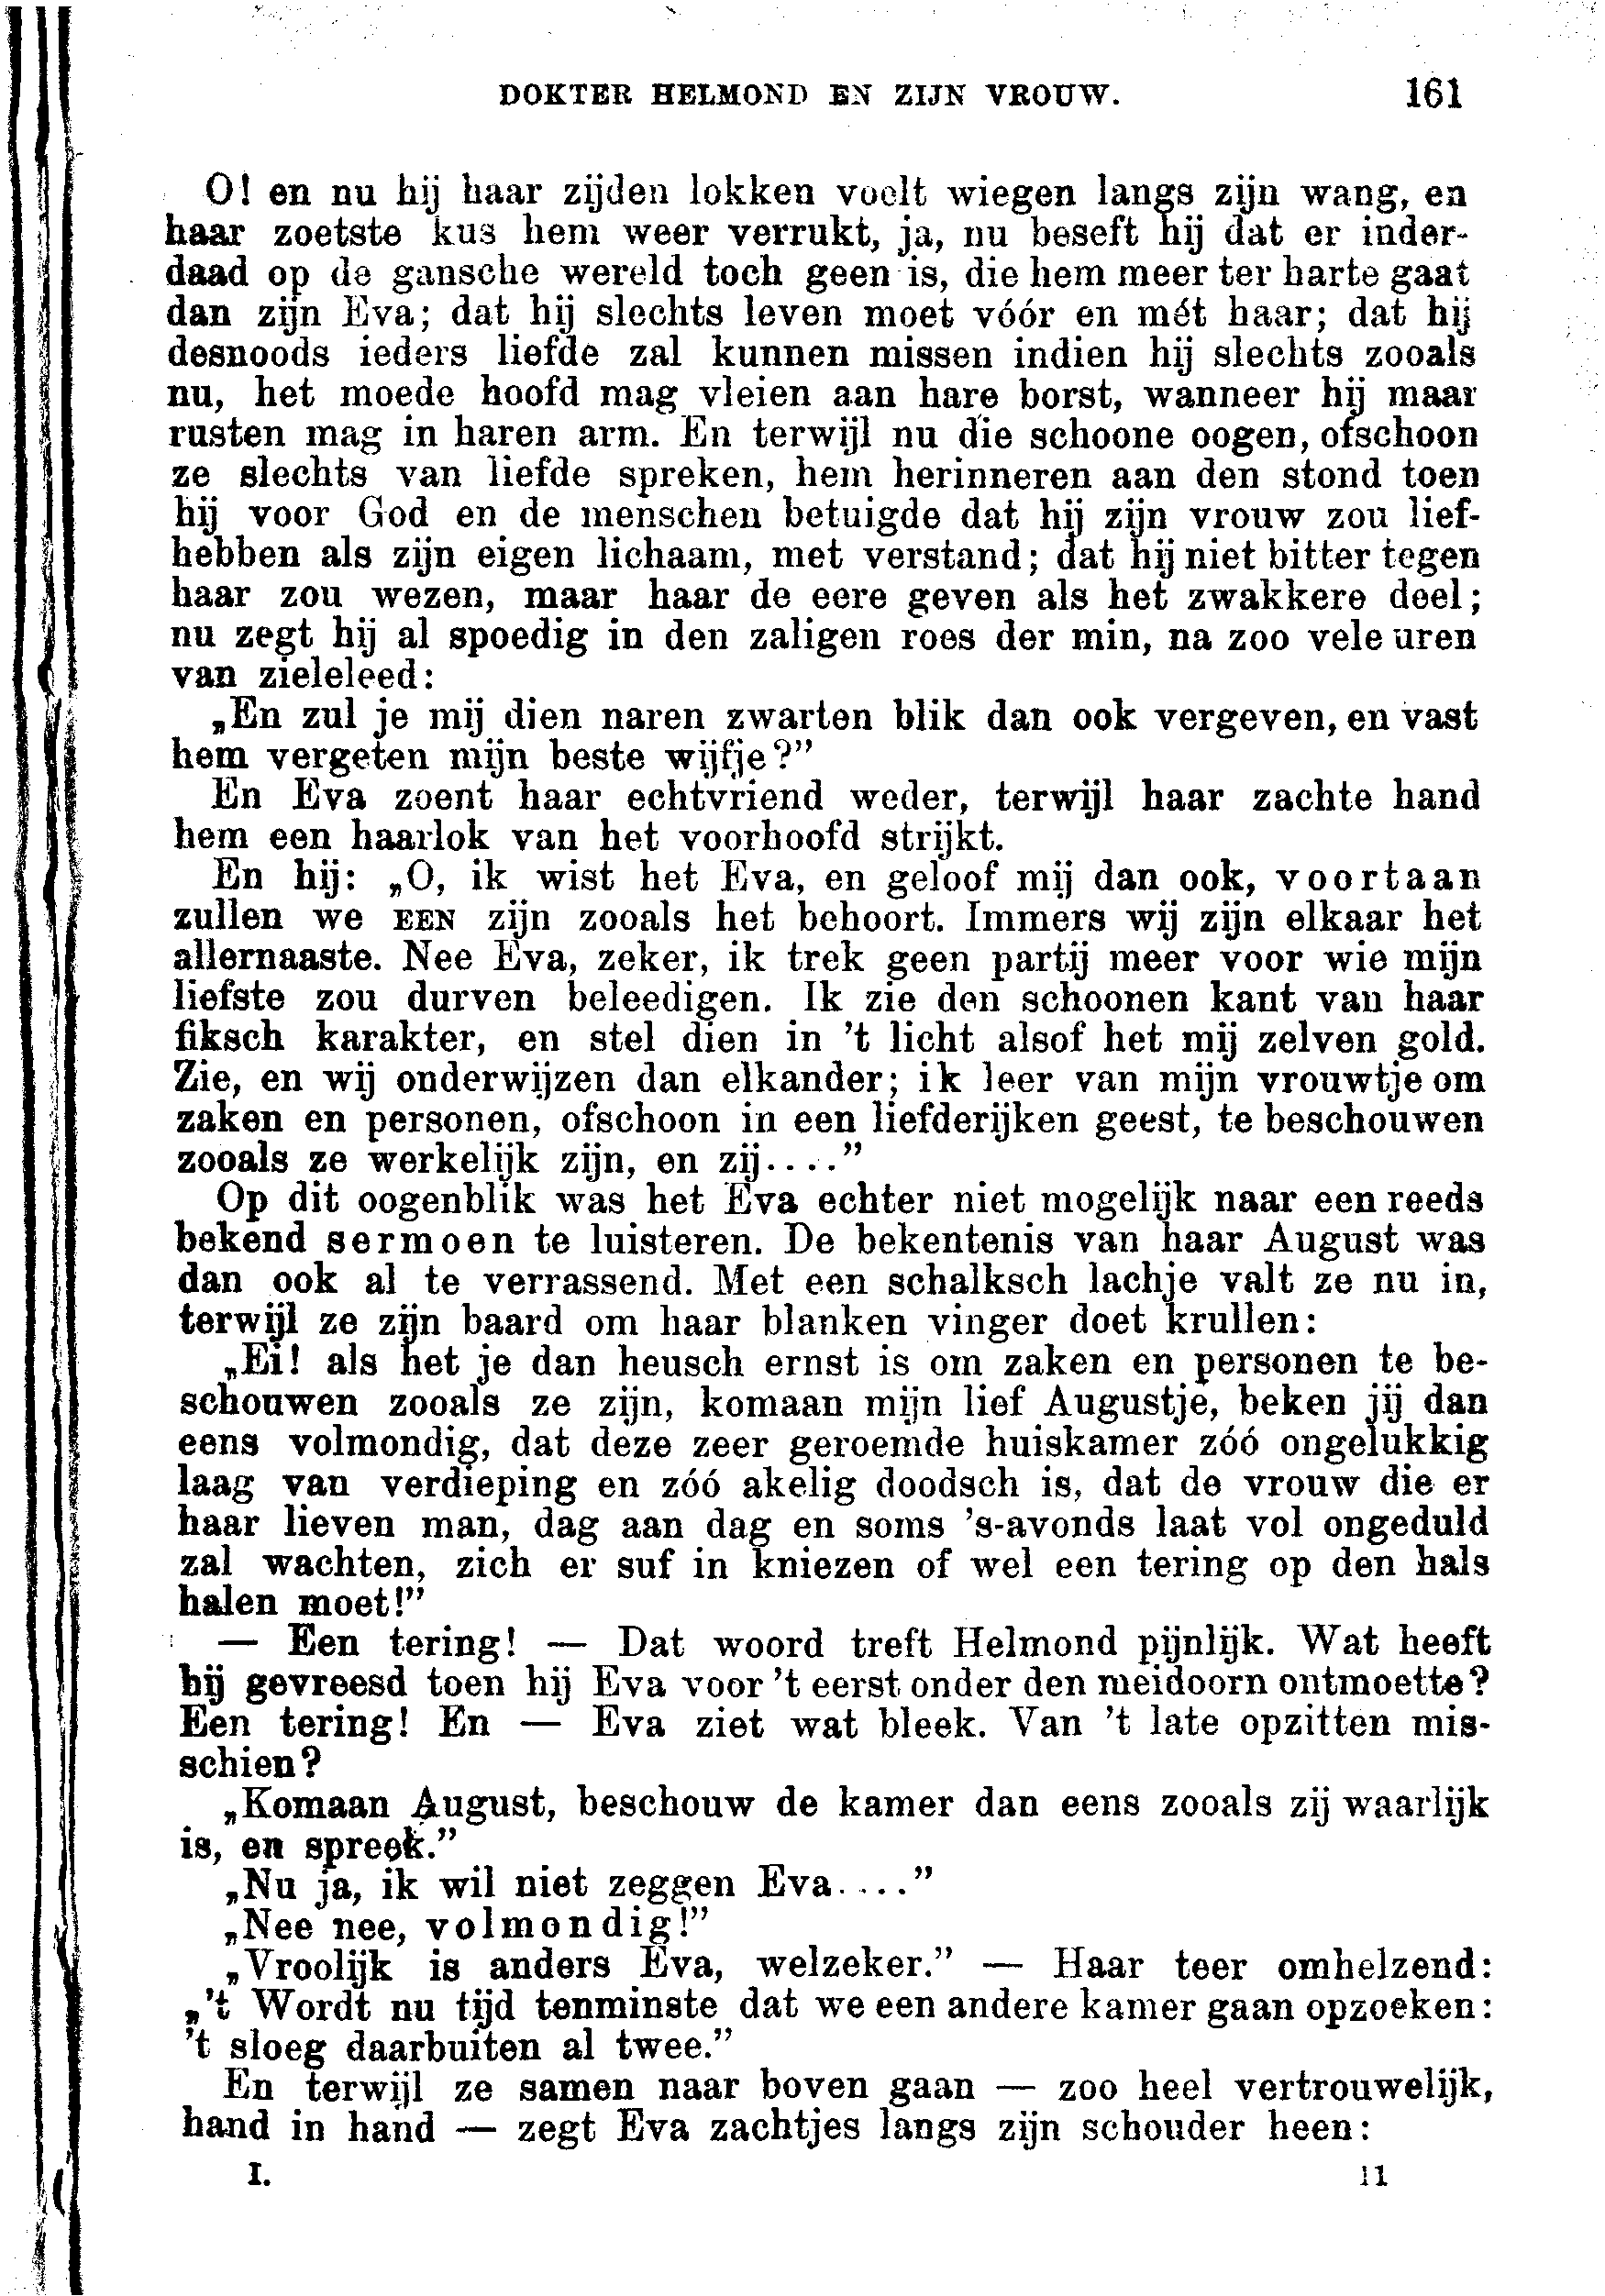 DOKTER HELMOND EN ZIJN VROUW. 161
O! en nu hij haar zijden lokken voelt wiegen langs zijn wang, en
haar zoetste kus hem weer verrukt, ja, nu beseft hij dat er inder-
daad op de gansche wereld toch geen is, die hem meer ter harte gaat
dan zijn Eva; dat hij slechts leven moet vóór en mét haar; dat hij
desnoods ieders liefde zal kunnen missen indien hij slechts zooals
nu, het moede hoofd mag vleien aan hare borst, wanneer hij maar
rusten mag in haren arm. En terwijl nu die schoone oogen, ofschoon
ze slechts van liefde spreken, hem herinneren aan den stond toen
hij voor God en de menschen betuigde dat hij zijn vrouw zou lief-
hebben als zijn eigen lichaam, met verstand; dat hij niet bitter tegen
haar zou wezen, maar haar de eere geven als het zwakkere deel;
nu zegt hij al spoedig in den zaligen roes der min, na zoo vele uren
van zieleleed:
„En zul je mij dien naren zwarten blik dan ook vergeven, en vast
hem vergeten mijn beste wijfje?”
En Eva zoent haar echtvriend weder, terwijl haar zachte hand
hem een haarlok van het voorhoofd strijkt.
En hij: „O, ik wist het Eva, en geloof mij dan ook, voortaan
zullen we EEN zijn zooals het behoort. Immers wij zijn elkaar het
allernaaste. Nee Eva, zeker, ik trek geen partij meer voor wie mijn
liefste zou durven beleedigen. Ik zie den schoonen kant van haar
fiksch karakter, en stel dien in 't licht alsof het mij zelven gold.
Zie, en wij onderwijzen dan elkander; ik leer van mijn vrouwtje om
zaken en personen, ofschoon in een liefderijken geest, te beschouwen
zooals ze werkelijk zijn, en zij....”
Op dit oogenblik was het Eva echter niet mogelijk naar een reeds
bekend sermoen te luisteren. De bekentenis van haar August was
dan ook al te verrassend. Met een schalksch lachje valt ze nu in,
terwijl ze zijn baard om haar blanken vinger doet krullen:
„Ei! als het je dan heusch ernst is om zaken en personen te be-
schouwen zooals ze zijn, komaan mijn lief Augustje, beken jij dan
eens volmondig, dat deze zeer geroemde huiskamer zóó ongelukkig
laag van verdieping en zóó akelig doodsch is, dat de vrouw die er
haar lieven man, dag aan dag en soms 's-avonds laat vol ongeduld
zal wachten, zich er suf in kniezen of wel een tering op den hals
halen moet!”
— Een tering! — Dat woord treft Helmond pijnlijk. Wat heeft
hij gevreesd toen hij Eva voor 't eerst onder den meidoorn ontmoette?
Een tering! En — Eva ziet wat bleek. Van 't late opzitten mis-
schien?
„Komaan August, beschouw de kamer dan eens zooals zij waarlijk
is, en spreek.”
„Nu ja, ik wil niet zeggen Eva....”
„Nee nee, volmondig!”
„Vroolijk is anders Eva, welzeker.” — Haar teer omhelzend:
„'t Wordt nu tijd tenminste dat we een andere kamer gaan opzoeken:
't sloeg daarbuiten al twee.”
En terwijl ze samen naar boven gaan — zoo heel vertrouwelijk,
hand in hand — zegt Eva zachtjes langs zijn schouder heen:
I. 11